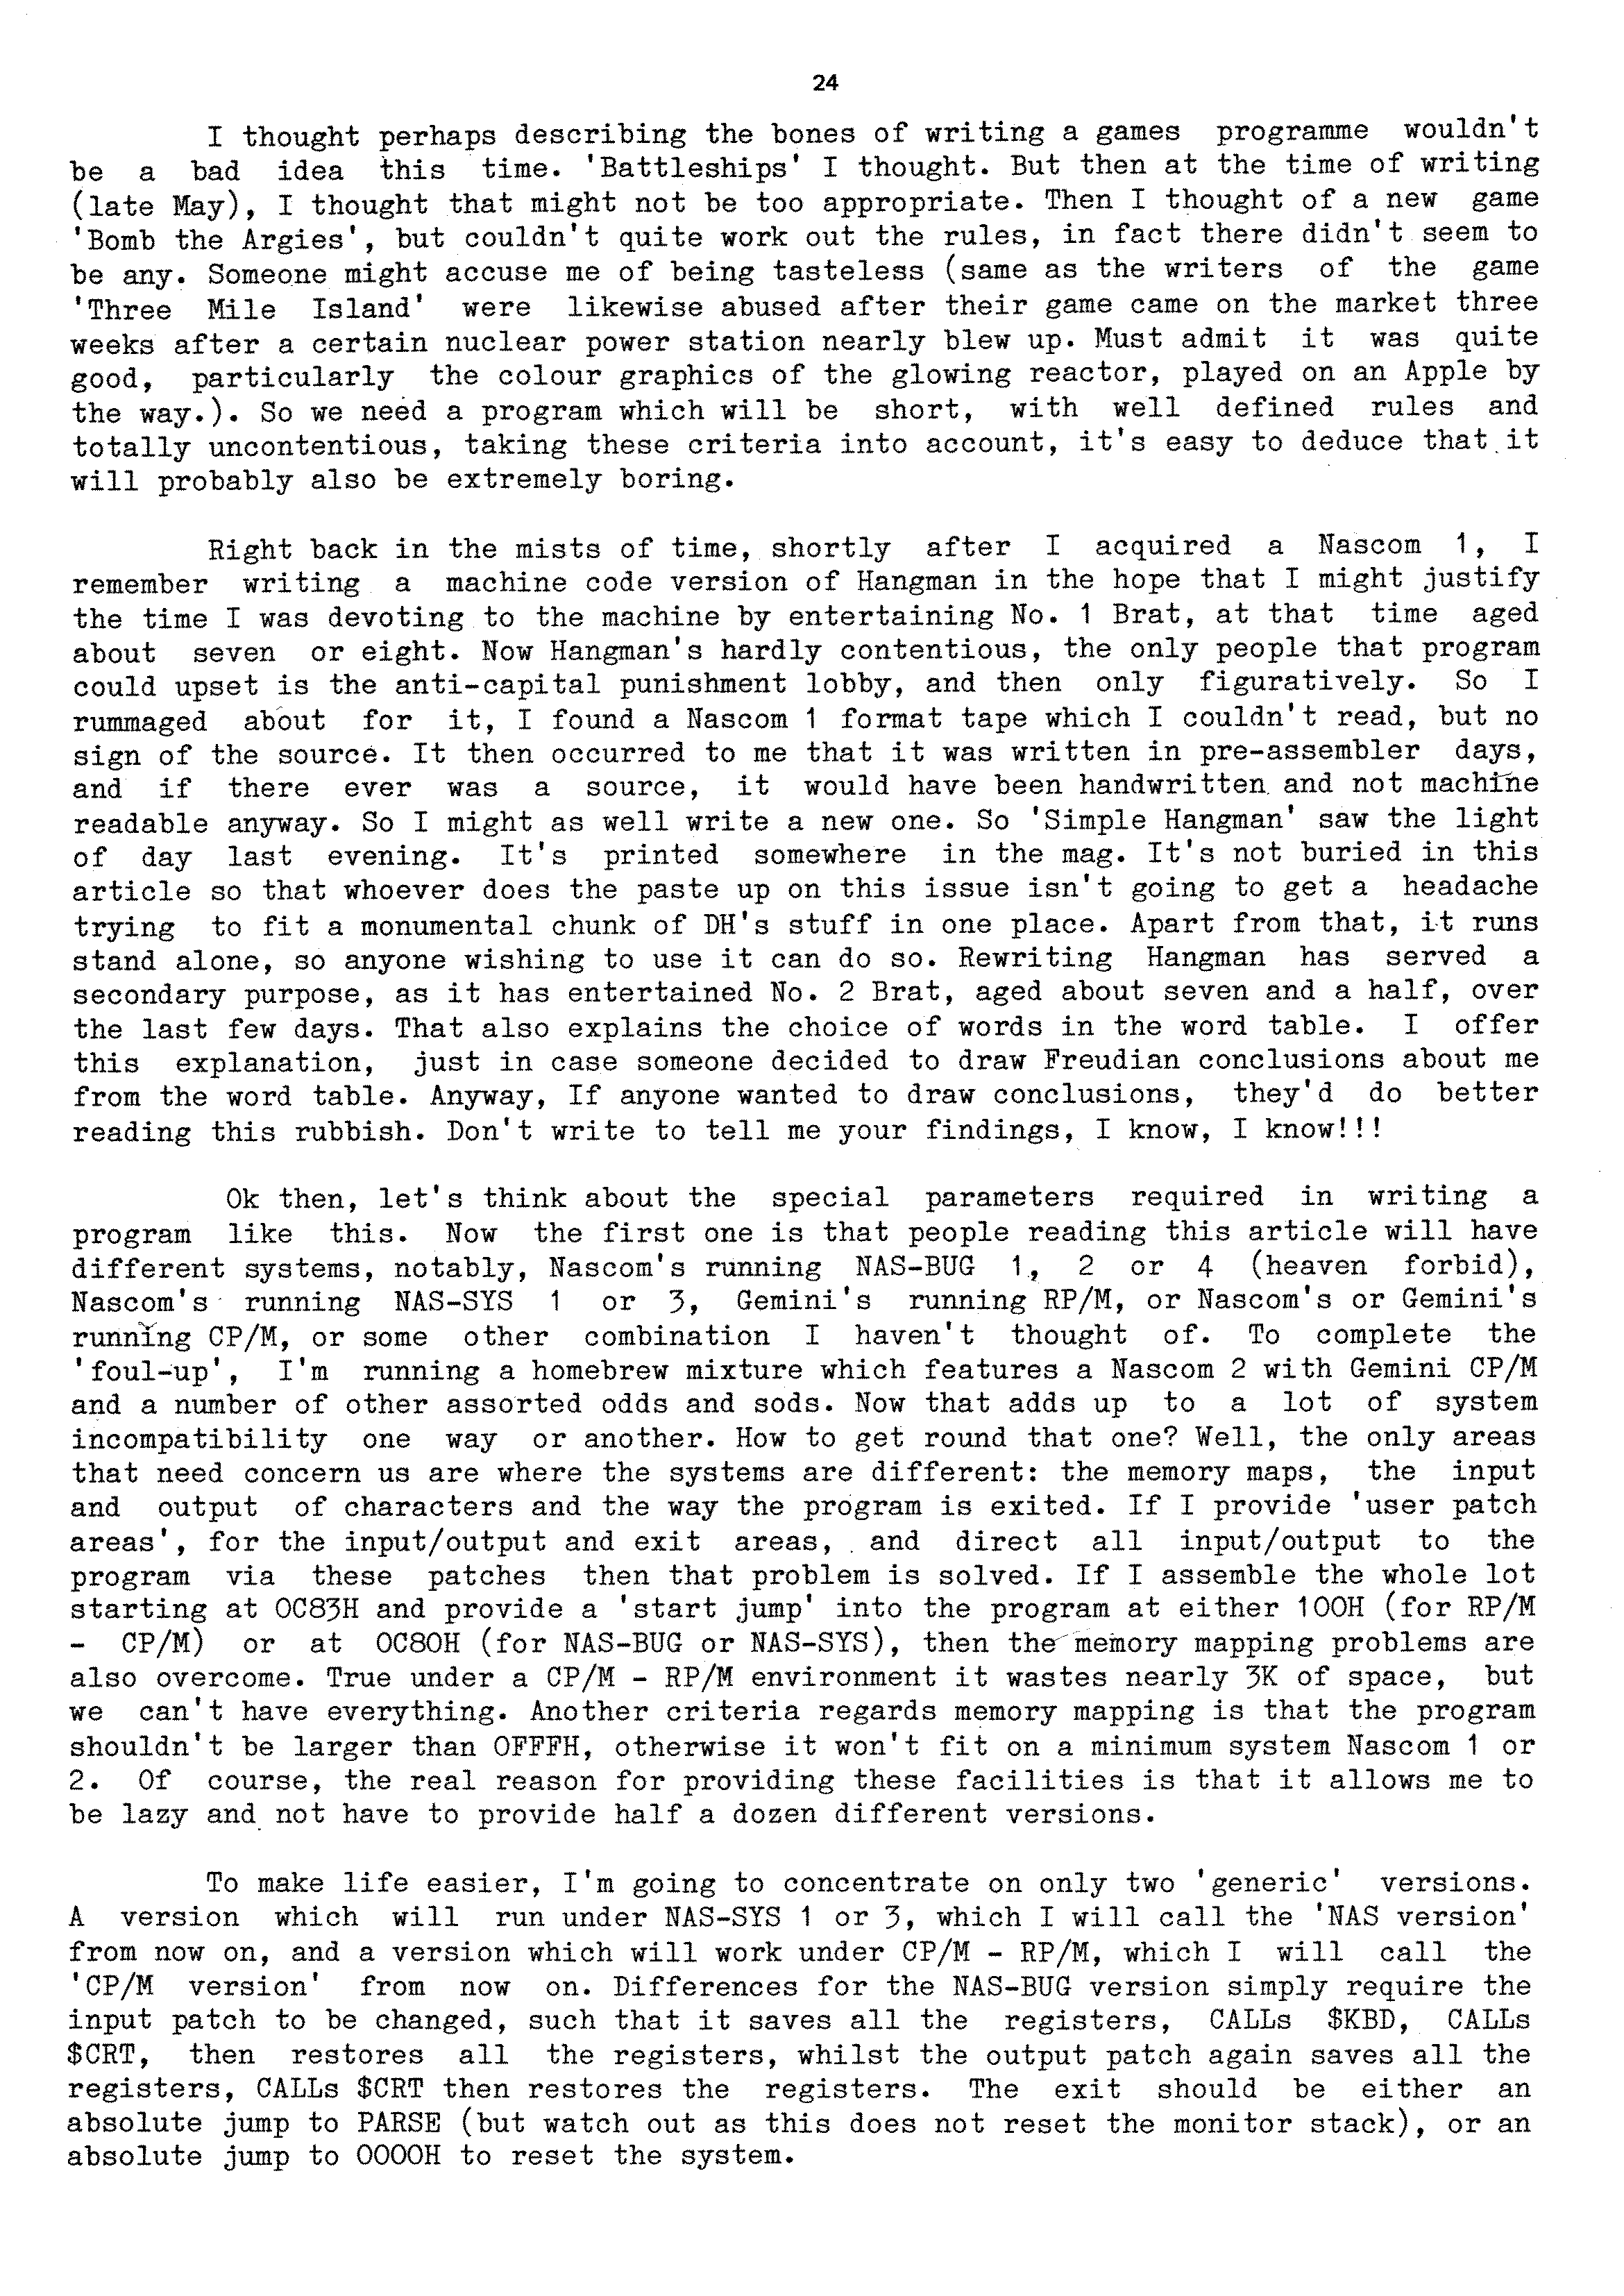 24
I thought perhaps describing the bones of writing a games programme wouldn't
be a bad idea this time. 'Battleships' I thought. But then at the time of writing
(late May), I thought that might not be too appropriate. Then I thought of a new game
'Bomb the Argies', but couldn't quite work out the rules, in fact there didn't seem to
be any. Someone might accuse me of being tasteless (same as the writers of the game
'Three Mile Island' were likewise abused after their game came on the market three
weeks after a certain nuclear power station nearly blew up. Must admit it was quite
good, particularly the colour graphics of the glowing reactor, played on an Apple by
the way.). So we need a program which will be short, with well defined rules and
totally uncontentious, taking these criteria into account, it's easy to deduce that it
will probably also be extremely boring.
Right back in the mists of time, shortly after I acquired a Nascom 1, I
remember writing a machine code version of Hangman in the hope that I might justify
the time I was devoting to the machine by entertaining No. 1 Brat, at that time aged
about seven or eight. Now Hangman's hardly contentious, the only people that program
could upset is the anti-capital punishment lobby, and then only figuratively. So I
rummaged about for it, I found a Nascom 1 format tape which I couldn't read, but no
sign of the source. It then occurred to me that it was written in pre-assembler days,
and if there ever was a source, it would have been handwritten and not machine
readable anyway. So I might as well write a new one. So 'Simple Hangman' saw the light
of day last evening. It's printed somewhere in the mag. It's not buried in this
article so that whoever does the paste up on this issue isn't going to get a headache
trying to fit a monumental chunk of DH's stuff in one place. Apart from that, it runs
stand alone, so anyone wishing to use it can do so. Rewriting Hangman has served a
secondary purpose, as it has entertained No. 2 Brat, aged about seven and a half, over
the last few days. That also explains the choice of words in the word table. I offer
this explanation, just in case someone decided to draw Freudian conclusions about me
from the word table. Anyway, If anyone wanted to draw conclusions, they'd do better
reading this rubbish. Don't write to tell me your findings, I know, I know!!!
Ok then, let's think about the special parameters required in writing a
program like this. Now the first one is that people reading this article will have
different systems, notably, Nascom's running NAS-BUG 1, 2 or 4 (heaven forbid),
Nascom's running NAS-SYS 1 or 3, Gemini's running RP/M, or Nascom's or Gemini's
running CP/M, or some other combination I haven't thought of. To complete the
'foul-up', I'm running a homebrew mixture which features a Nascom 2 with Gemini CP/M
and a number of other assorted odds and sods. Now that adds up to a lot of system
incompatibility one way or another. How to get round that one? Well, the only areas
that need concern us are where the systems are different: the memory maps, the input
and output of characters and the way the program is exited. If I provide 'user patch
areas', for the input/output and exit areas, and direct all input/output to the
program via these patches then that problem is solved. If I assemble the whole lot
starting at 0C83H and provide a 'start jump' into the program at either 100H (for RP/M
- CP/M) or at 0C80H (for NAS-BUG or NAS-SYS), then the memory mapping problems are
also overcome. True under a CP/M - RP/M environment it wastes nearly 3K of space, but
we can't have everything. Another criteria regards memory mapping is that the program
shouldn't be larger than 0FFFH, otherwise it won't fit on a minimum system Nascom 1 or
2. Of course, the real reason for providing these facilities is that it allows me to
be lazy and not have to provide half a dozen different versions.
To make life easier, I'm going to concentrate on only two 'generic' versions.
A version which will run under NAS-SYS 1 or 3, which I will call the 'NAS version'
from now on, and a version which will work under CP/M - RP/M, which I will call the
'CP/M version' from now on. Differences for the NAS-BUG version simply require the
input patch to be changed, such that it saves all the registers, CALLs $KBD, CALLs
$CRT, then restores all the registers, whilst the output patch again saves all the
registers, CALLs $CRT then restores the registers. The exit should be either an
absolute jump to PARSE (but watch out as this does not reset the monitor stack), or an
absolute jump to 0000H to reset the system.